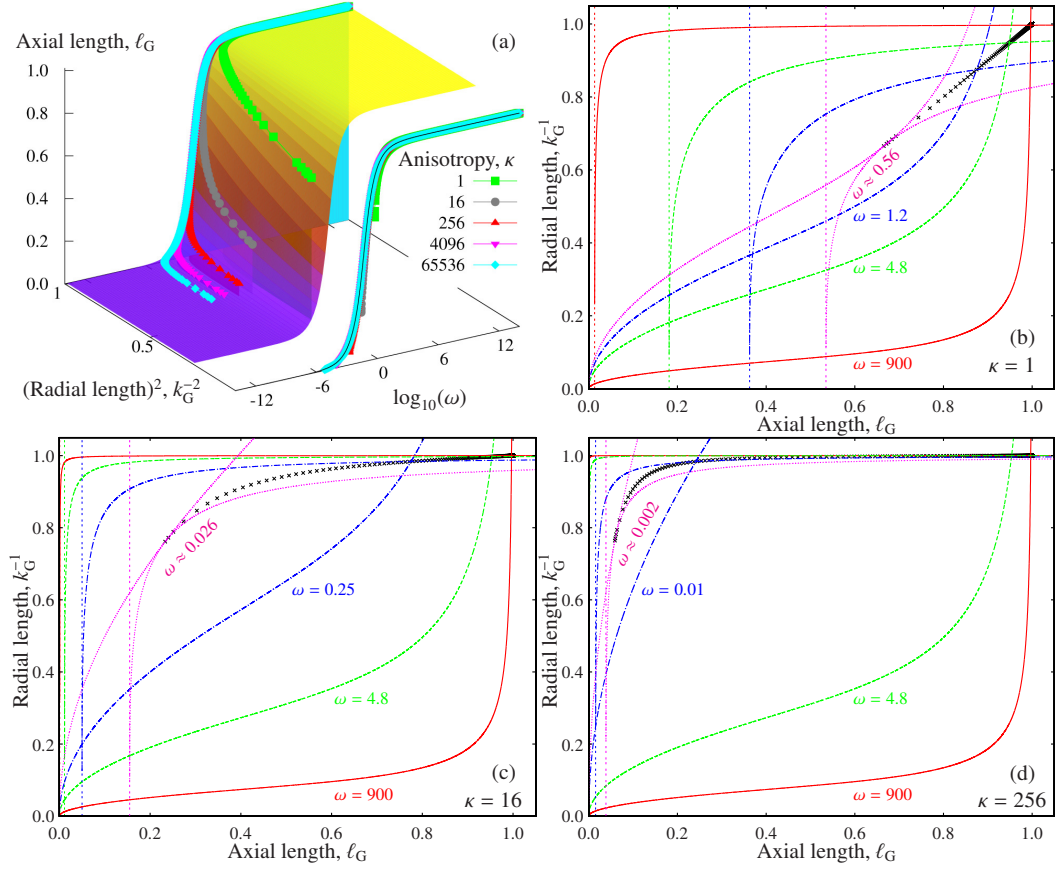 Axial length, ℓG
(a)
1.0
0.8
0.6
0.4
0.2
0.0
1
0.5
(Radial length)², kG⁻²
-12
-6
0
6
12
log10(ω)
Anisotropy, κ
1
16
256
4096
65536
Radial length, kG⁻¹
1.0
0.8
0.6
0.4
0.2
0.0
0.0 0.2 0.4 0.6 0.8 1.0
Axial length, ℓG
ω ≈ 0.56
ω = 1.2
ω = 4.8
ω = 900
(b)
κ = 1
Radial length, kG⁻¹
1.0
0.8
0.6
0.4
0.2
0.0
0.0 0.2 0.4 0.6 0.8 1.0
Axial length, ℓG
ω ≈ 0.026
ω = 0.25
ω = 4.8
ω = 900
(c)
κ = 16
Radial length, kG⁻¹
1.0
0.8
0.6
0.4
0.2
0.0
0.0 0.2 0.4 0.6 0.8 1.0
Axial length, ℓG
ω ≈ 0.002
ω = 0.01
ω = 4.8
ω = 900
(d)
κ = 256